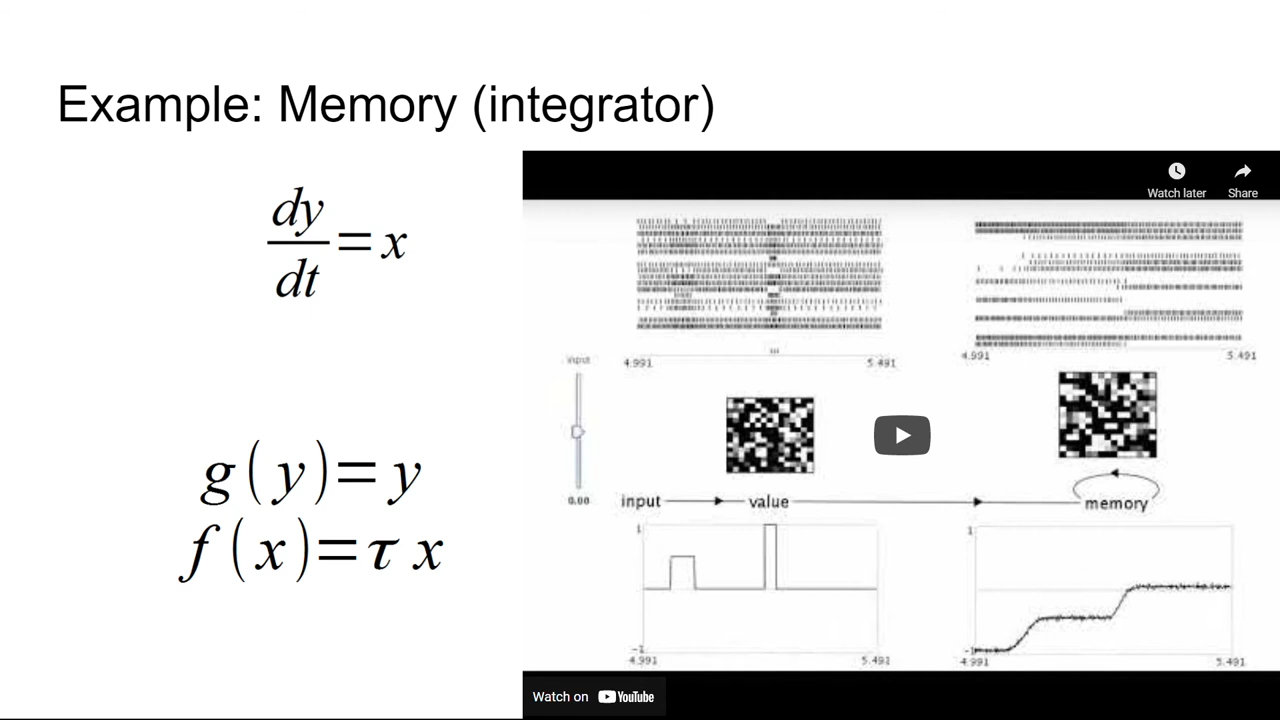 Example: Memory (integrator)
dy/dt = x
g(y)=y
f(x)=τ x
Watch later Share
4.991 5.491
4.991 5.491
input
0.00
input value memory
1
-1
4.991 5.491
1
-1
4.991 5.491
Watch on YouTube